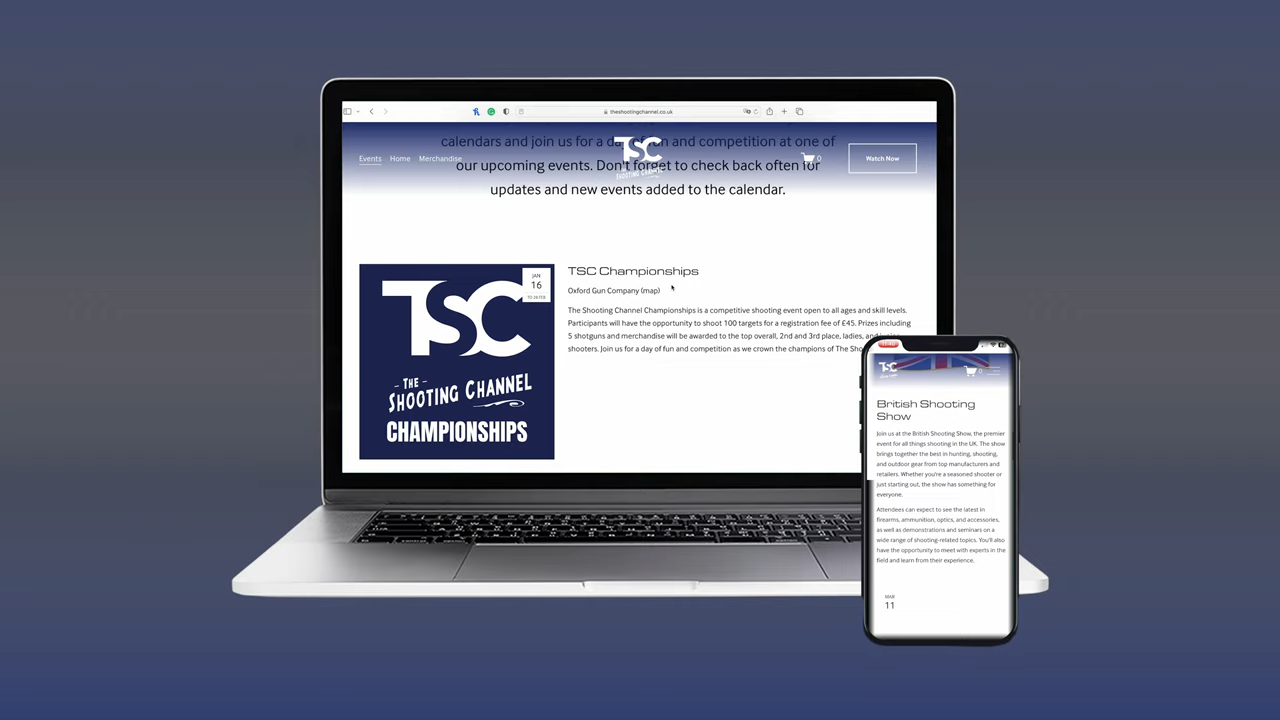 theshootingchannel.co.uk
calendars and join us for a day of fun and competition at one of
Events Home Merchandise
TSC
SHOOTING CHANNEL
0
Watch Now
our upcoming events. Don't forget to check back often for
updates and new events added to the calendar.
TSC
JAN
16
TO 28 FEB
- THE -
SHOOTING CHANNEL
CHAMPIONSHIPS
TSC Championships
Oxford Gun Company (map)
The Shooting Channel Championships is a competitive shooting event open to all ages and skill levels.
Participants will have the opportunity to shoot 100 targets for a registration fee of £45. Prizes including
5 shotguns and merchandise will be awarded to the top overall, 2nd and 3rd place, ladies, and
shooters. Join us for a day of fun and competition as we crown the champions of The Sho
TSC
0
British Shooting
Show
Join us at the British Shooting Show, the premier
event for all things shooting in the UK. The show
brings together the best in hunting, shooting,
and outdoor gear from top manufacturers and
retailers. Whether you're a seasoned shooter or
just starting out, the show has something for
everyone.
Attendees can expect to see the latest in
firearms, ammunition, optics, and accessories,
as well as demonstrations and seminars on a
wide range of shooting-related topics. You'll also
have the opportunity to meet with experts in the
field and learn from their experience.
MAR
11